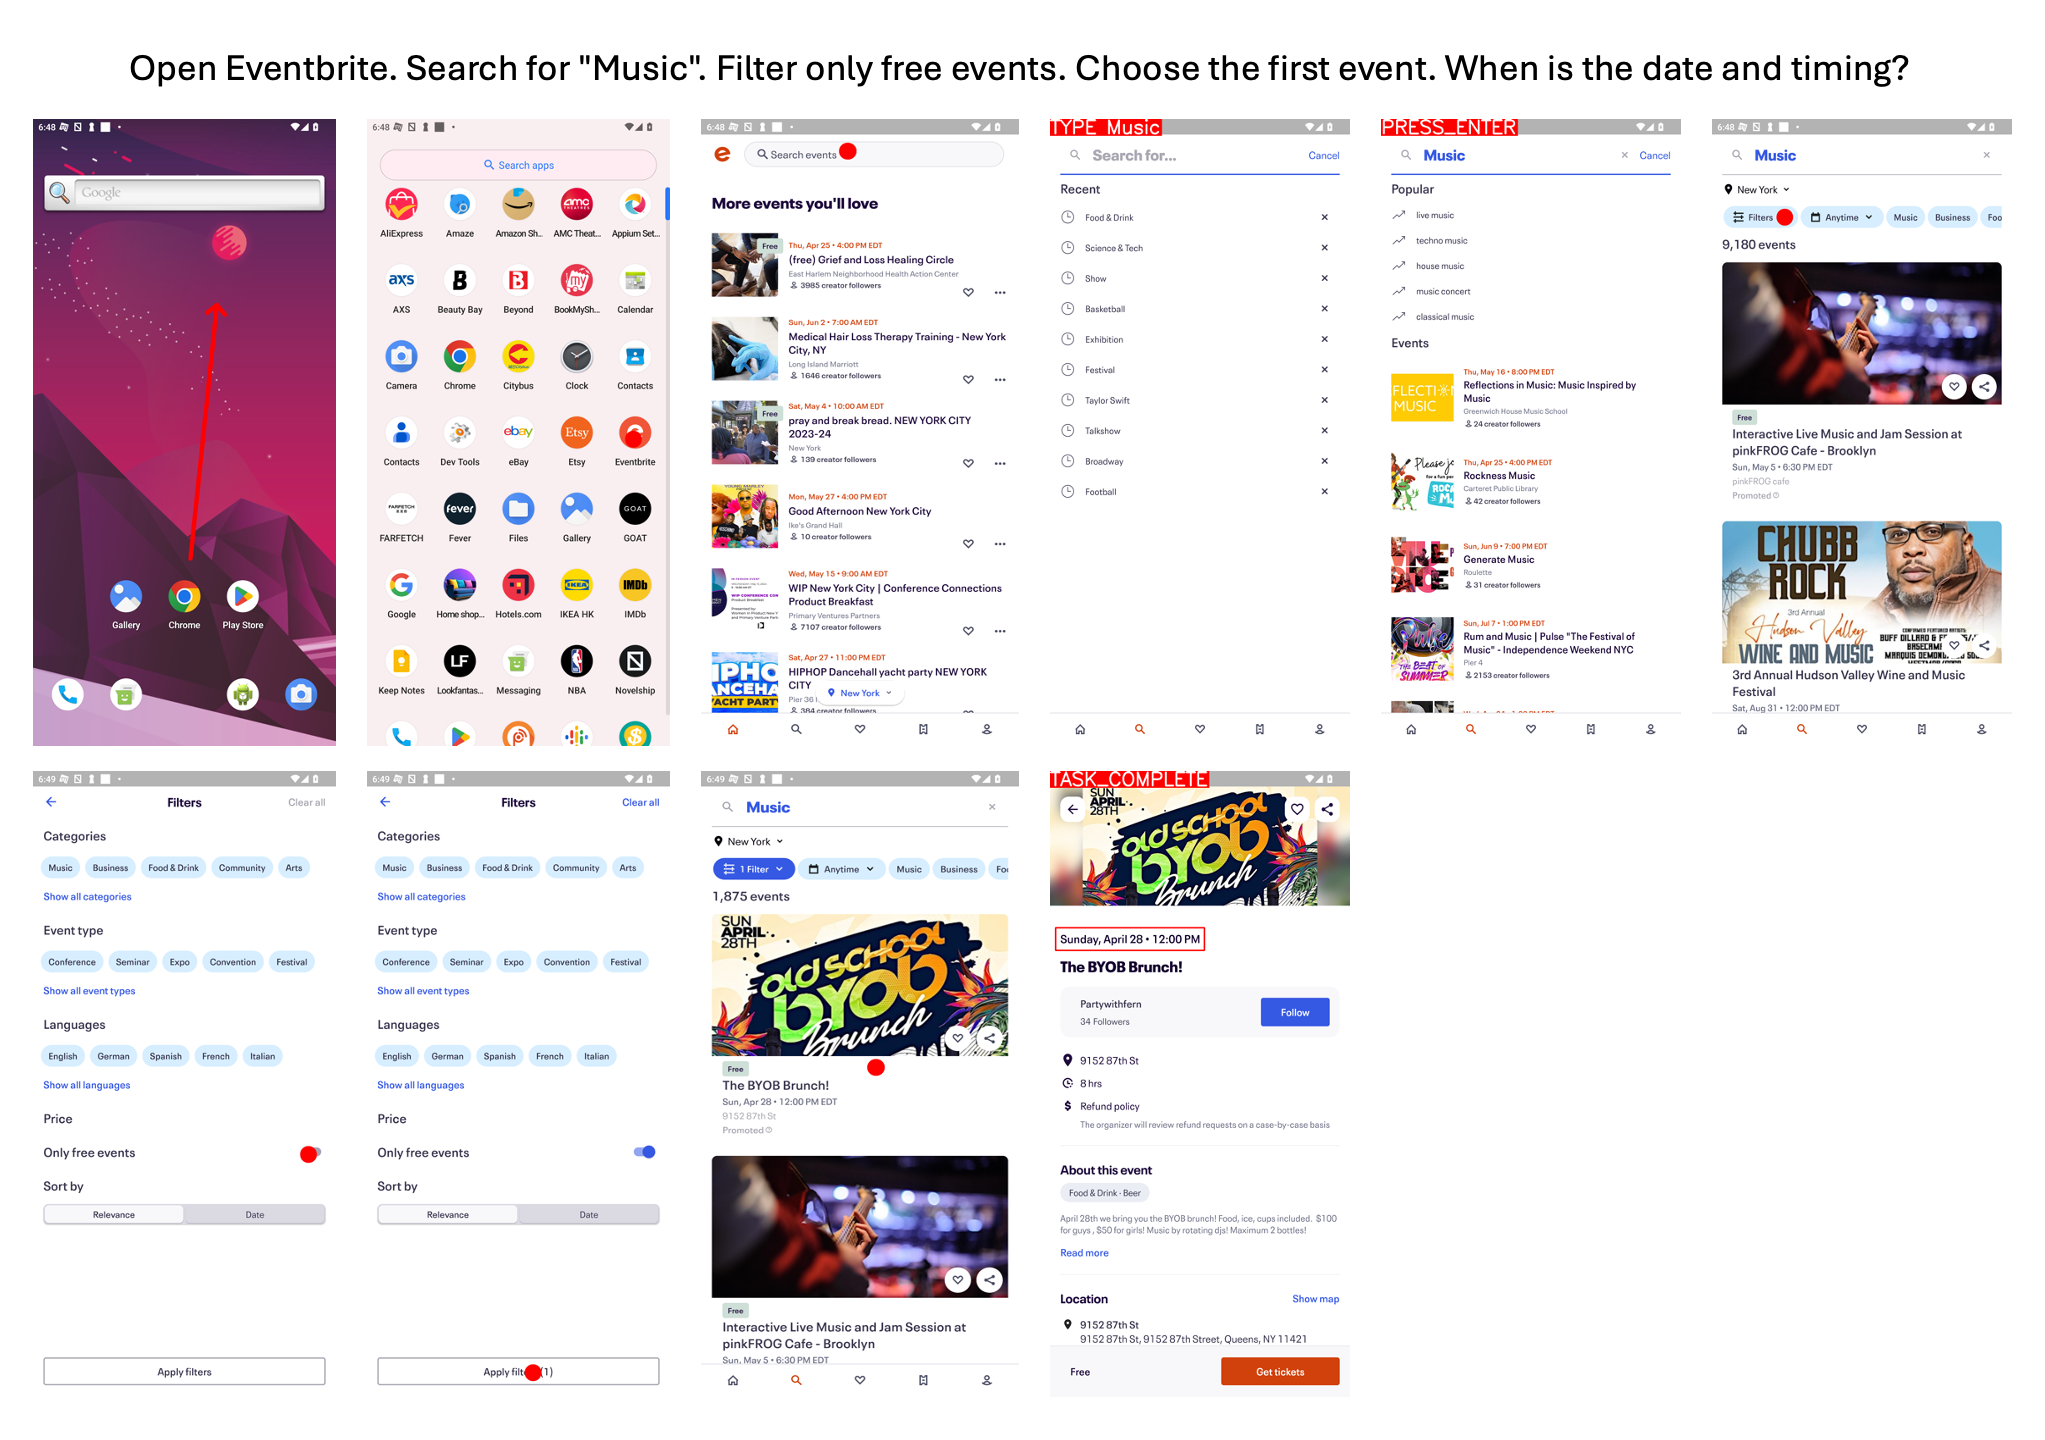 Open Eventbrite. Search for "Music". Filter only free events. Choose the first event. When is the date and timing?
6:48
Google
Gallery
Chrome
Play Store
6:48
Search apps
AliExpress
Amaze
Amazon Sh...
AMC Theat...
Appium Set...
AXS
Beauty Bay
Beyond
BookMySh...
Calendar
Camera
Chrome
Citybus
Clock
Contacts
Contacts
Dev Tools
eBay
Etsy
Eventbrite
FARFETCH
Fever
Files
Gallery
GOAT
Google
Home shop...
Hotels.com
IKEA HK
IMDb
Keep Notes
Lookfantas...
Messaging
NBA
Novelship
6:48
Search events
More events you'll love
Free
Thu, Apr 25 • 4:00 PM EDT
(free) Grief and Loss Healing Circle
East Harlem Neighborhood Health Action Center
3985 creator followers
Sun, Jun 2 • 7:00 AM EDT
Medical Hair Loss Therapy Training - New York
City, NY
Long Island Marriott
1646 creator followers
Free
Sat, May 4 • 10:00 AM EDT
pray and break bread. NEW YORK CITY
2023-24
New York
139 creator followers
Mon, May 27 • 4:00 PM EDT
Good Afternoon New York City
Ike's Grand Hall
10 creator followers
Wed, May 15 • 9:00 AM EDT
WIP New York City | Conference Connections
Product Breakfast
Primary Ventures Partners
7107 creator followers
Sat, Apr 27 • 11:00 PM EDT
HIPHOP Dancehall yacht party NEW YORK
CITY
Pier 36
384 creator followers
New York
TYPE Music
Search for...
Cancel
Recent
Food & Drink
Science & Tech
Show
Basketball
Exhibition
Festival
Taylor Swift
Talkshow
Broadway
Football
PRESS_ENTER
Music
Cancel
Popular
live music
techno music
house music
music concert
classical music
Events
Thu, May 16 • 8:00 PM EDT
Reflections in Music: Music Inspired by
Music
Greenwich House Music School
24 creator followers
Thu, Apr 25 • 4:00 PM EDT
Rockness Music
Carteret Public Library
42 creator followers
Sun, Jun 9 • 7:00 PM EDT
Generate Music
Roulette
31 creator followers
Sun, Jul 7 • 1:00 PM EDT
Rum and Music | Pulse "The Festival of
Music" - Independence Weekend NYC
Pier 4
2153 creator followers
6:48
Music
New York
Filters
Anytime
Music
Business
Foo
9,180 events
Free
Interactive Live Music and Jam Session at
pinkFROG Cafe - Brooklyn
Sun, May 5 • 6:30 PM EDT
pinkFROG cafe
Promoted
CHUBB
ROCK
3rd Annual
Hudson Valley
WINE AND MUSIC
3rd Annual Hudson Valley Wine and Music
Festival
Sat, Aug 31 • 12:00 PM EDT
6:49
Filters
Clear all
Categories
Music
Business
Food & Drink
Community
Arts
Show all categories
Event type
Conference
Seminar
Expo
Convention
Festival
Show all event types
Languages
English
German
Spanish
French
Italian
Show all languages
Price
Only free events
Sort by
Relevance
Date
Apply filters
6:49
Filters
Clear all
Categories
Music
Business
Food & Drink
Community
Arts
Show all categories
Event type
Conference
Seminar
Expo
Convention
Festival
Show all event types
Languages
English
German
Spanish
French
Italian
Show all languages
Price
Only free events
Sort by
Relevance
Date
Apply filt (1)
6:49
Music
New York
1 Filter
Anytime
Music
Business
Foo
1,875 events
SUN
APRIL
28TH
OLD SCHOOL
BYOB
Brunch
Free
The BYOB Brunch!
Sun, Apr 28 • 12:00 PM EDT
9152 87th St
Promoted
Free
Interactive Live Music and Jam Session at
pinkFROG Cafe - Brooklyn
Sun, May 5 • 6:30 PM EDT
TASK_COMPLETE
SUN
APRIL
28TH
OLD SCHOOL
BYOB
Brunch
Sunday, April 28 • 12:00 PM
The BYOB Brunch!
Partywithfern
34 Followers
Follow
9152 87th St
8 hrs
Refund policy
The organizer will review refund requests on a case-by-case basis
About this event
Food & Drink · Beer
April 28th we bring you the BYOB brunch! Food, ice, cups included. $100
for guys , $50 for girls! Music by rotating djs! Maximum 2 bottles!
Read more
Location
Show map
9152 87th St
9152 87th St, 9152 87th Street, Queens, NY 11421
Free
Get tickets